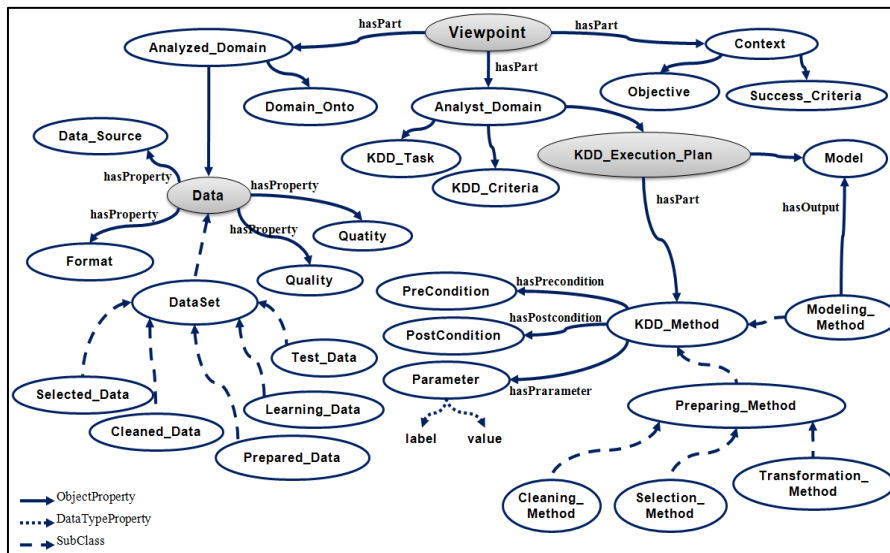 hasPart
Viewpoint
hasPart
Analyzed_Domain
Context
hasPart
Domain_Onto
Analyst_Domain
Objective
Success_Criteria
Data_Source
KDD_Task
KDD_Execution_Plan
Model
hasProperty
Data
hasProperty
KDD_Criteria
hasPart
hasOutput
hasProperty
hasProperty
Quatity
Format
Quality
hasPrecondition
PreCondition
DataSet
hasPostcondition
PostCondition
KDD_Method
Modeling_
Method
Test_Data
Parameter
hasPrarameter
Selected_Data
Learning_Data
Preparing_Method
Cleaned_Data
label
value
Prepared_Data
Cleaning_
Method
Selection_
Method
Transformation_
Method
ObjectProperty
DataTypeProperty
SubClass